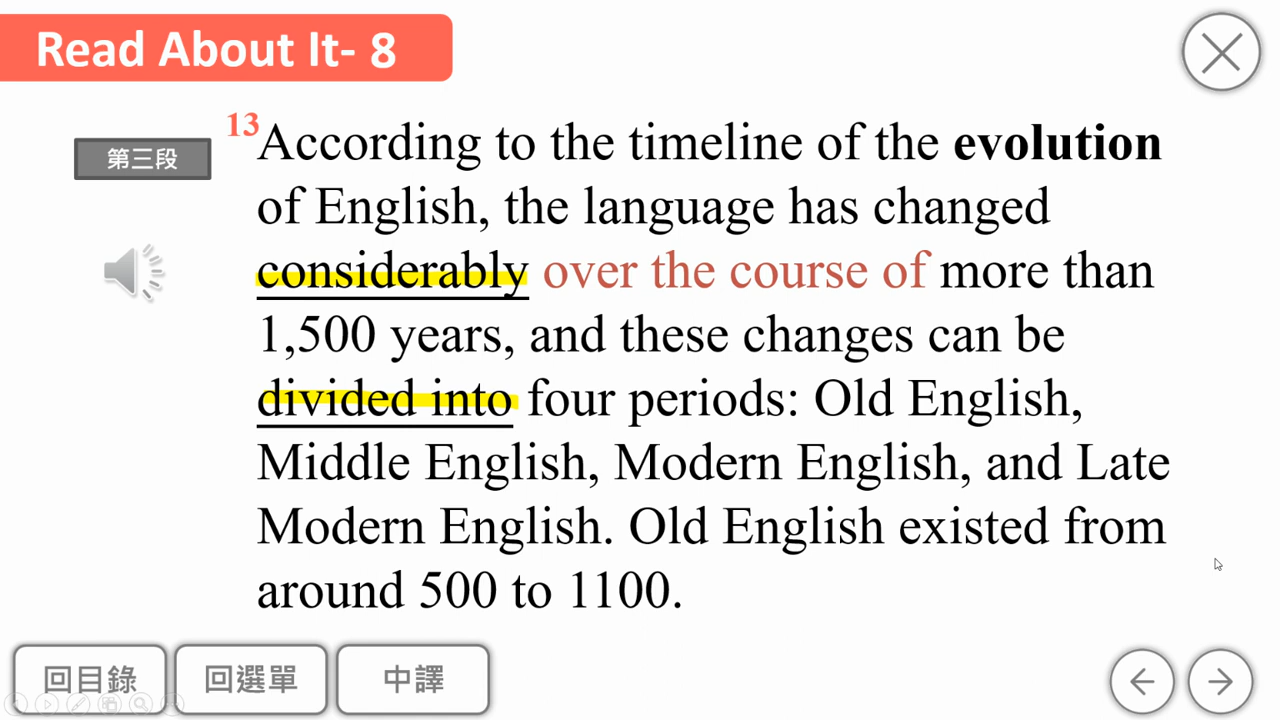 Read About It- 8
第三段
13According to the timeline of the evolution
of English, the language has changed
considerably over the course of more than
1,500 years, and these changes can be
divided into four periods: Old English,
Middle English, Modern English, and Late
Modern English. Old English existed from
around 500 to 1100.
回目錄 回選單 中譯